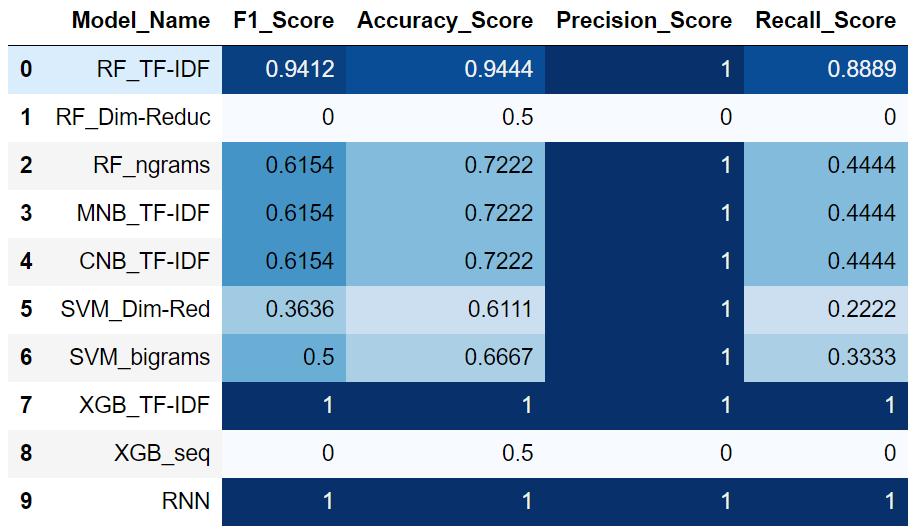 Model_Name F1_Score Accuracy_Score Precision_Score Recall_Score
0 RF_TF-IDF 0.9412 0.9444 1 0.8889
1 RF_Dim-Reduc 0 0.5 0 0
2 RF_ngrams 0.6154 0.7222 1 0.4444
3 MNB_TF-IDF 0.6154 0.7222 1 0.4444
4 CNB_TF-IDF 0.6154 0.7222 1 0.4444
5 SVM_Dim-Red 0.3636 0.6111 1 0.2222
6 SVM_bigrams 0.5 0.6667 1 0.3333
7 XGB_TF-IDF 1 1 1 1
8 XGB_seq 0 0.5 0 0
9 RNN 1 1 1 1